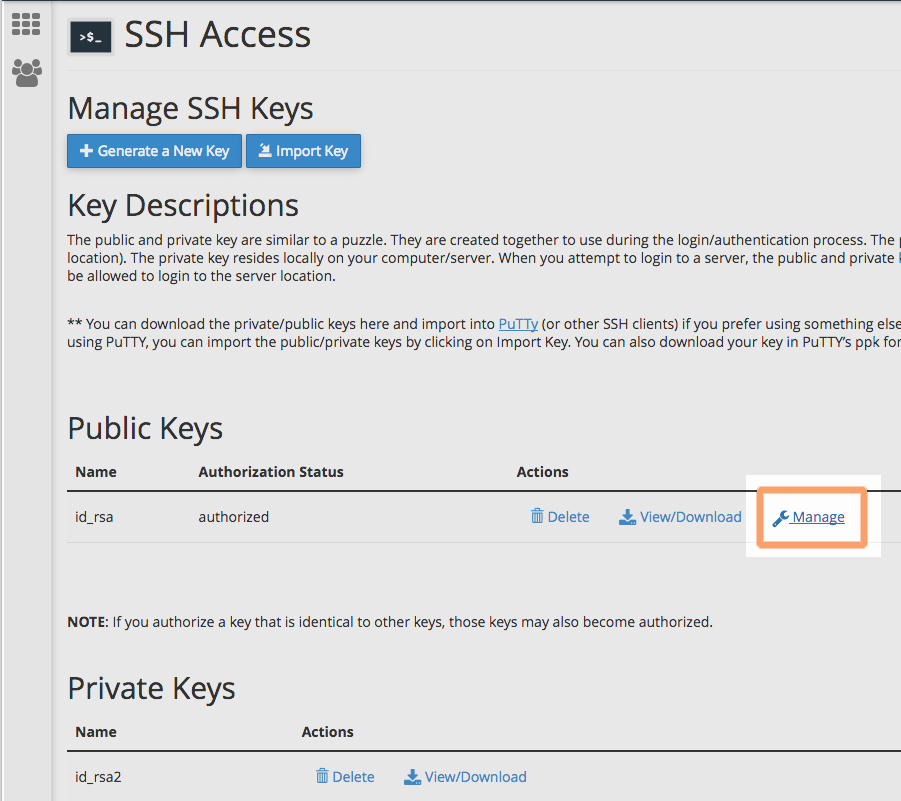 >$_ SSH Access
Manage SSH Keys
Generate a New Key Import Key
Key Descriptions
The public and private key are similar to a puzzle. They are created together to use during the login/authentication process. The
location). The private key resides locally on your computer/server. When you attempt to login to a server, the public and private
be allowed to login to the server location.
** You can download the private/public keys here and import into PuTTy (or other SSH clients) if you prefer using something else
using PuTTY, you can import the public/private keys by clicking on Import Key. You can also download your key in PuTTY's ppk for
Public Keys
Name Authorization Status Actions
id_rsa authorized Delete View/Download Manage
NOTE: If you authorize a key that is identical to other keys, those keys may also become authorized.
Private Keys
Name Actions
id_rsa2 Delete View/Download